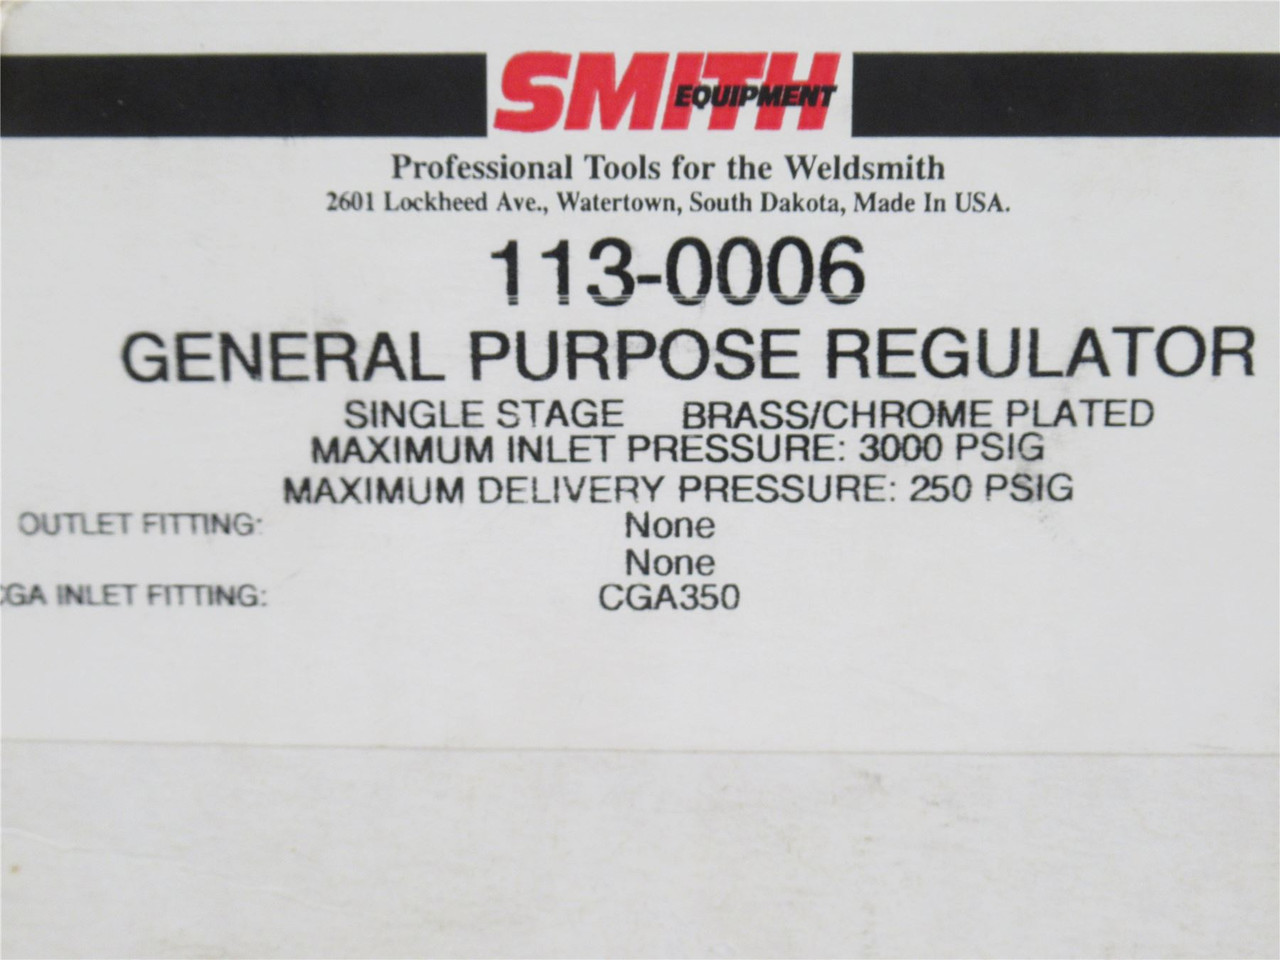 SMITH
EQUIPMENT
Professional Tools for the Weldsmith
2601 Lockheed Ave., Watertown, South Dakota, Made In USA.
113-0006
GENERAL PURPOSE REGULATOR
SINGLE STAGE BRASS/CHROME PLATED
MAXIMUM INLET PRESSURE: 3000 PSIG
MAXIMUM DELIVERY PRESSURE: 250 PSIG
OUTLET FITTING: None
None
CGA INLET FITTING: CGA350